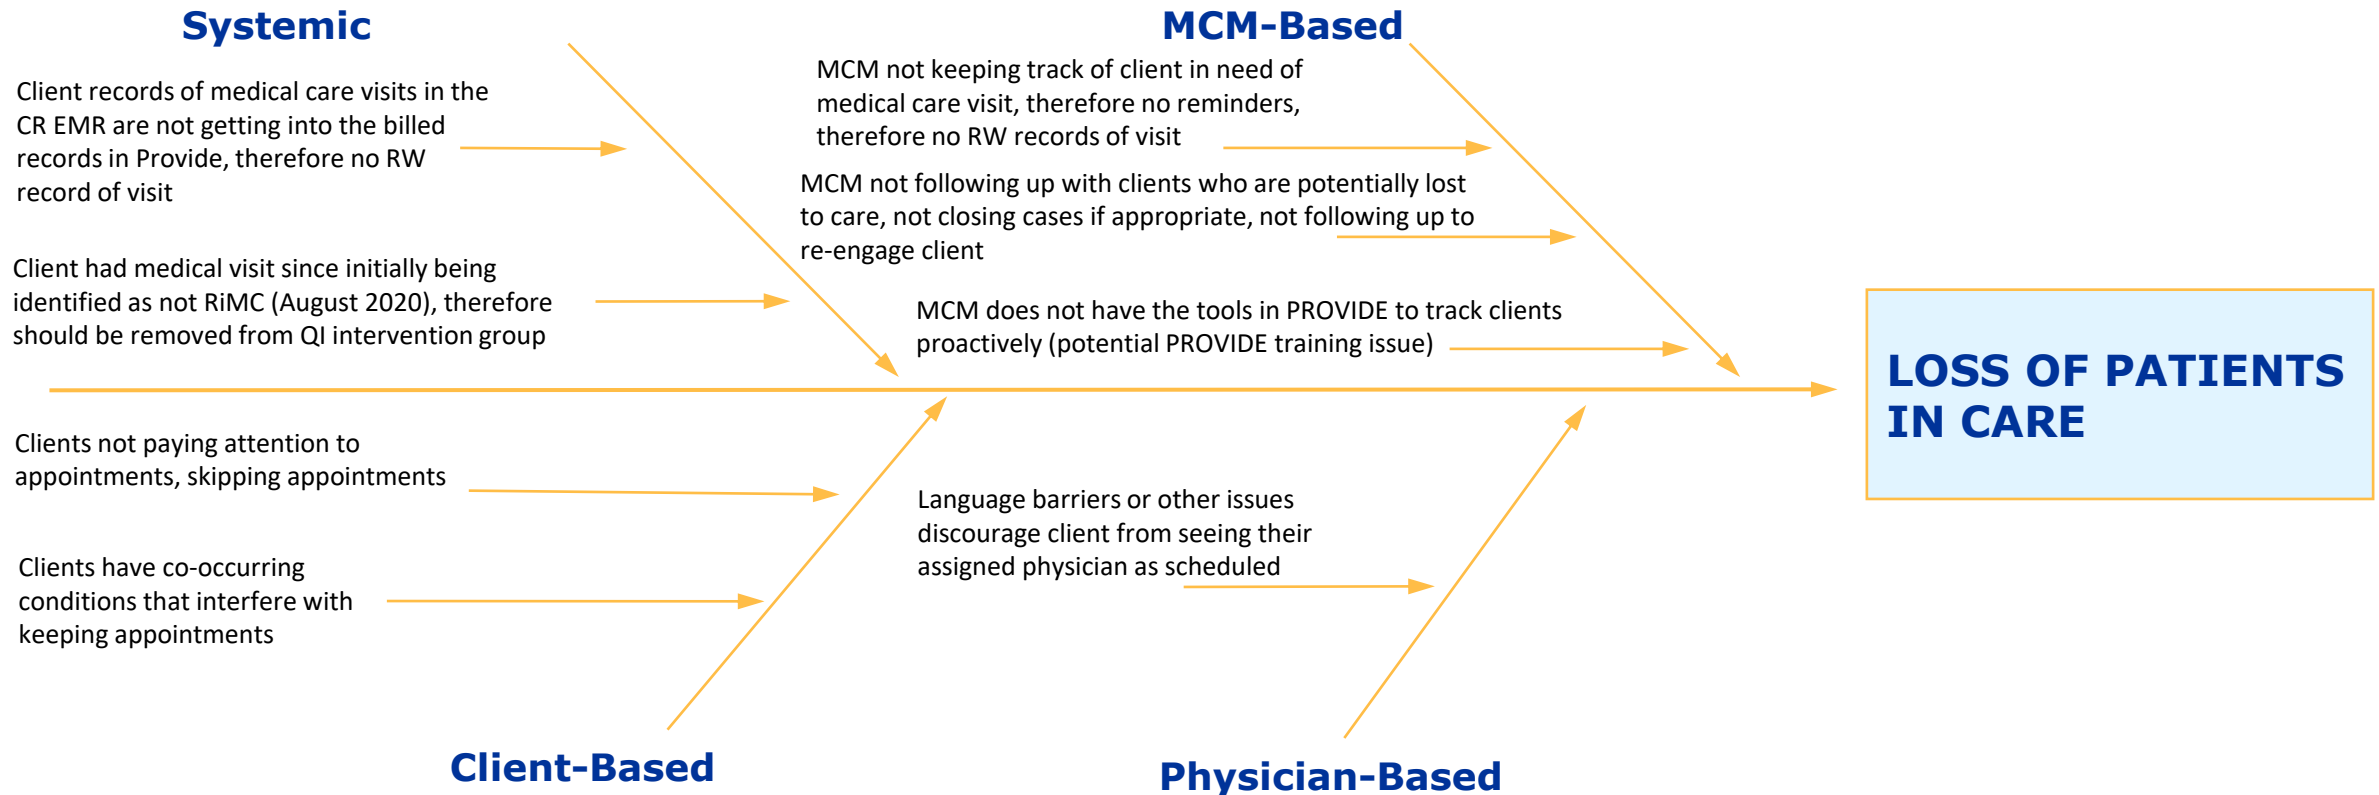 Systemic
Client records of medical care visits in the
CR EMR are not getting into the billed
records in Provide, therefore no RW
record of visit
Client had medical visit since initially being
identified as not RiMC (August 2020), therefore
should be removed from QI intervention group
MCM-Based
MCM not keeping track of client in need of
medical care visit, therefore no reminders,
therefore no RW records of visit
MCM not following up with clients who are potentially lost
to care, not closing cases if appropriate, not following up to
re-engage client
MCM does not have the tools in PROVIDE to track clients
proactively (potential PROVIDE training issue)
LOSS OF PATIENTS
IN CARE
Clients not paying attention to
appointments, skipping appointments
Clients have co-occurring
conditions that interfere with
keeping appointments
Client-Based
Language barriers or other issues
discourage client from seeing their
assigned physician as scheduled
Physician-Based